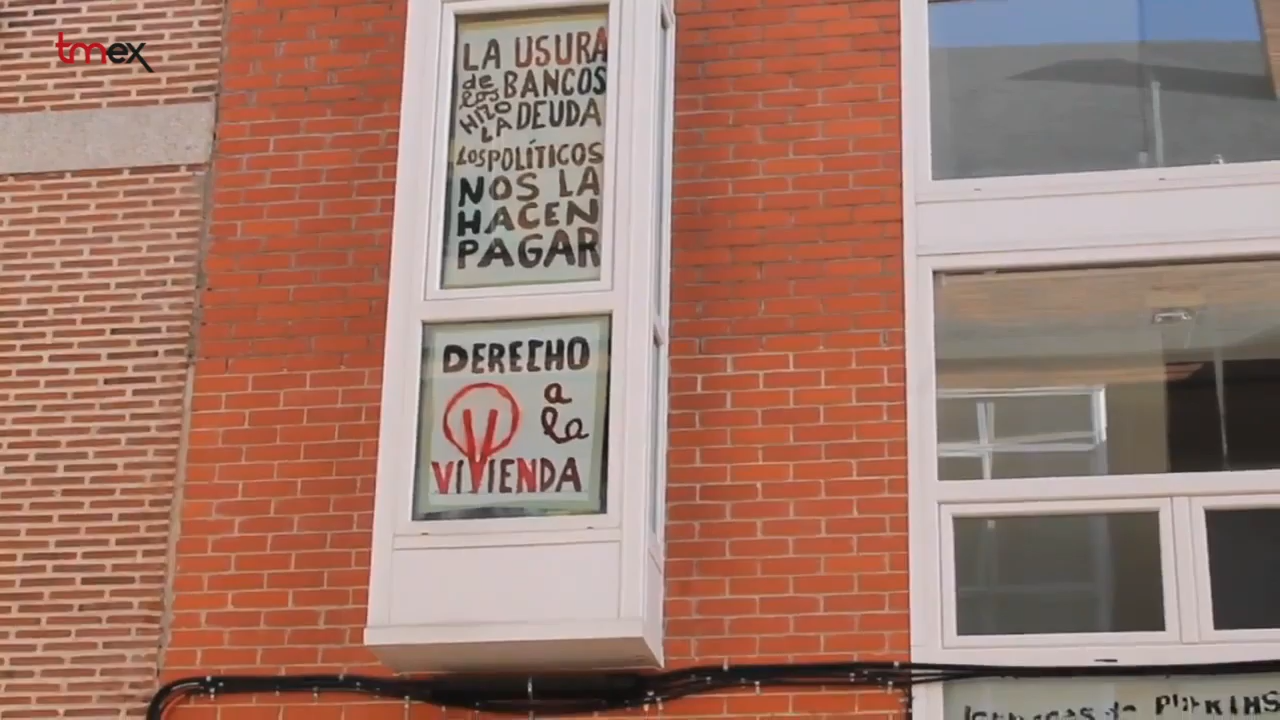 tmex
LA USURA
de los BANCOS
HIZO LA DEUDA
LOS POLÍTICOS
NOS LA
HACEN
PAGAR
DERECHO
a
la
VIVIENDA